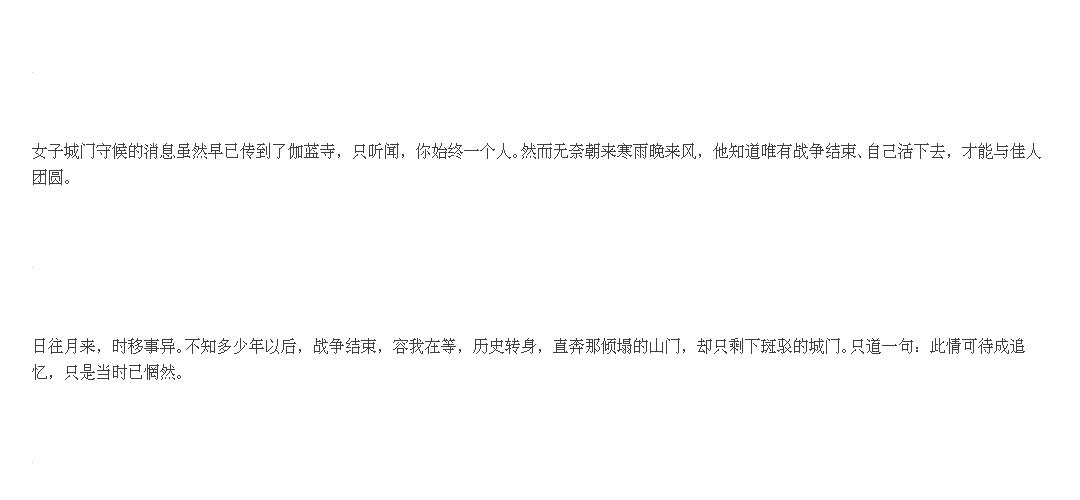 女子城门守候的消息虽然早已传到了伽蓝寺，只听闻，你始终一个人。然而无奈朝来寒雨晚来风，他知道唯有战争结束、自己活下去，才能与佳人
团圆。
日往月来，时移事异。不知多少年以后，战争结束，容我在等，历史转身，直奔那倾塌的山门，却只剩下斑驳的城门。只道一句：此情可待成追
忆，只是当时已惘然。